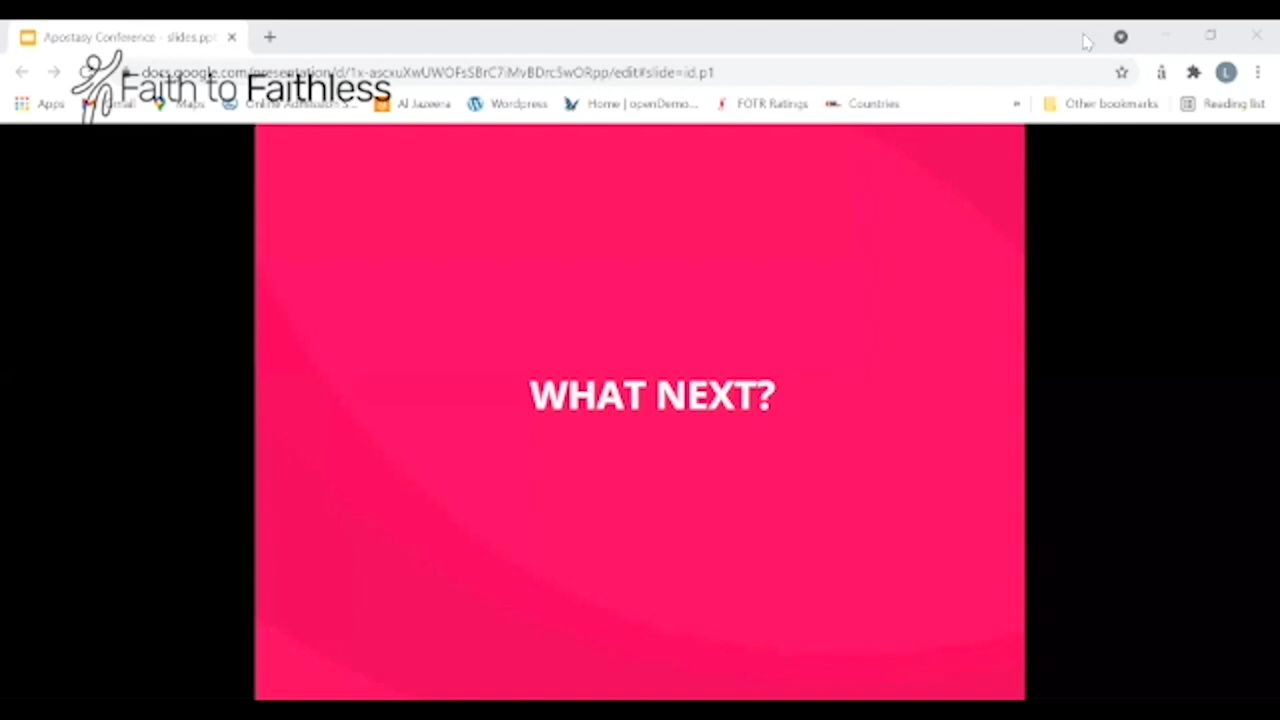 Apostasy Conference - slides.ppt
Faith to Faithless
Apps
Maps
Al Jazeera
Wordpress
Home | openDemo...
FOTR Ratings
Countries
»
Other bookmarks
Reading list
L
WHAT NEXT?